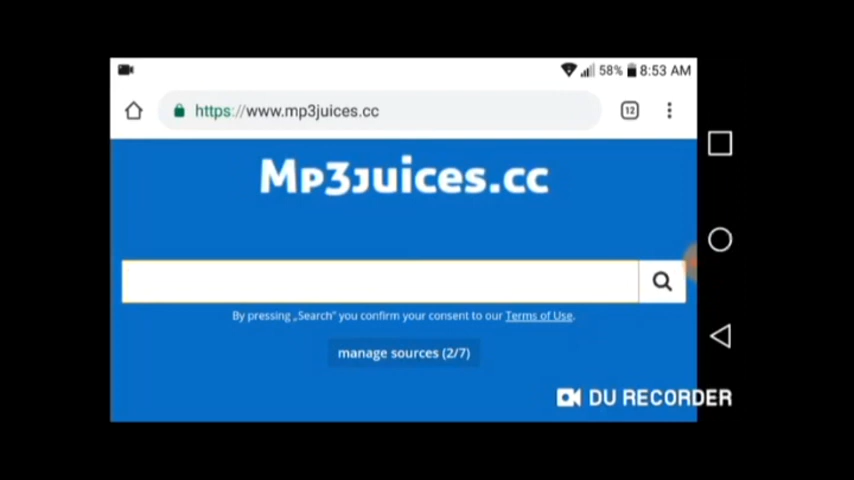 58% 8:53 AM
https://www.mp3juices.cc 12
Mp3juices.cc
By pressing „Search" you confirm your consent to our Terms of Use.
manage sources (2/7)
DU RECORDER